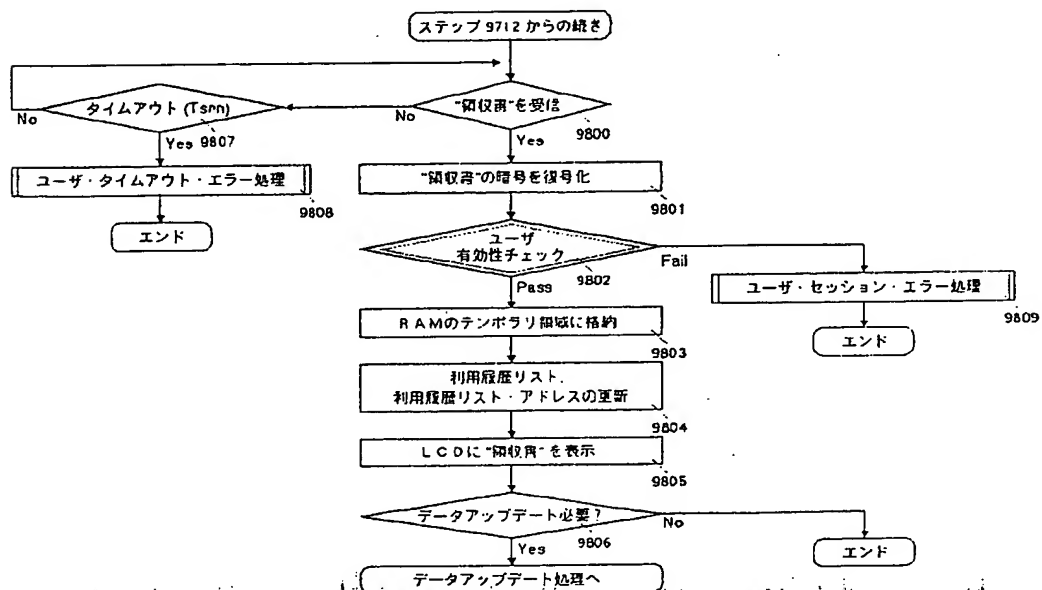 ステップ9712からの続き
"領収書"を受信
9800
No
Yes
タイムアウト(Tsrn)
9807
No
Yes
ユーザ・タイムアウト・エラー処理
9808
エンド
"領収書"の暗号を復号化
9801
ユーザ
有効性チェック
9802
Fail
Pass
ユーザ・セッション・エラー処理
9809
エンド
RAMのテンポラリ領域に格納
9803
利用履歴リスト,
利用履歴リスト・アドレスの更新
9804
LCDに"領収書"を表示
9805
データアップデート必要?
9806
No
Yes
エンド
データアップデート処理へ